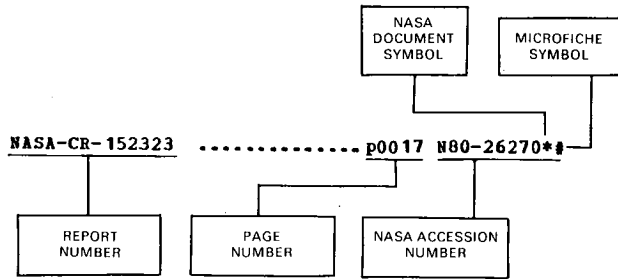 NASA
DOCUMENT
SYMBOL
MICROFICHE
SYMBOL
NASA-CR-152323 .............. p0017 N80-26270*#
REPORT
NUMBER
PAGE
NUMBER
NASA ACCESSION
NUMBER